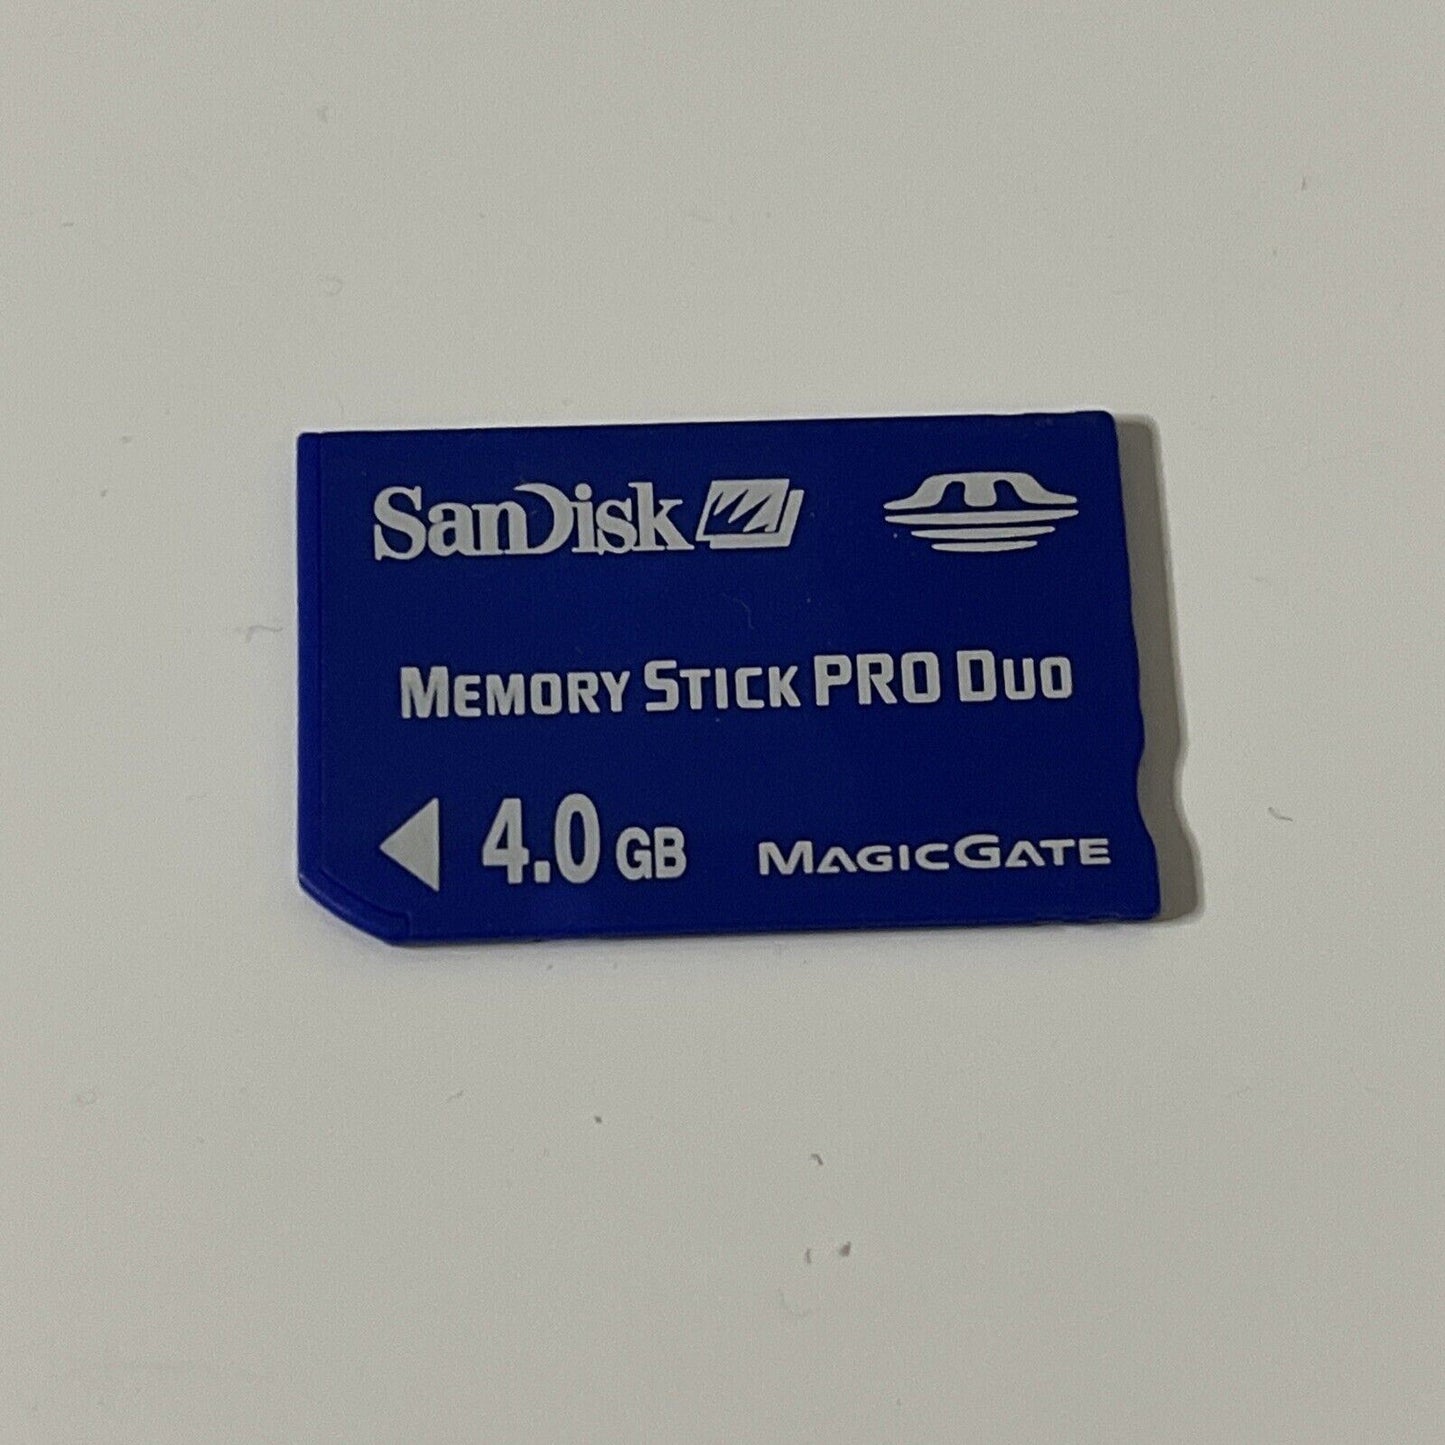 SanDisk
MEMORY STICK PRO DUO
4.0 GB MAGICGATE